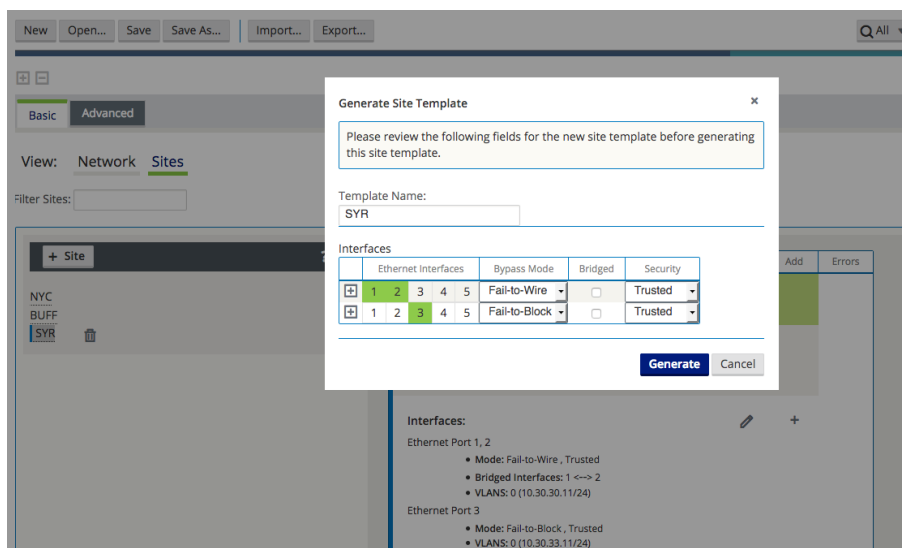 New Open... Save Save As... Import... Export... All
Basic Advanced
View: Network Sites
Filter Sites:
+ Site
NYC
BUFF
SYR
Add Errors
Generate Site Template ×
Please review the following fields for the new site template before generating
this site template.
Template Name:
SYR
Interfaces
Ethernet Interfaces Bypass Mode Bridged Security
1 2 3 4 5 Fail-to-Wire Trusted
1 2 3 4 5 Fail-to-Block Trusted
Generate Cancel
Interfaces:
Ethernet Port 1, 2
• Mode: Fail-to-Wire , Trusted
• Bridged Interfaces: 1 <--> 2
• VLANS: 0 (10.30.30.11/24)
Ethernet Port 3
• Mode: Fail-to-Block , Trusted
• VLANS: 0 (10.30.33.11/24)